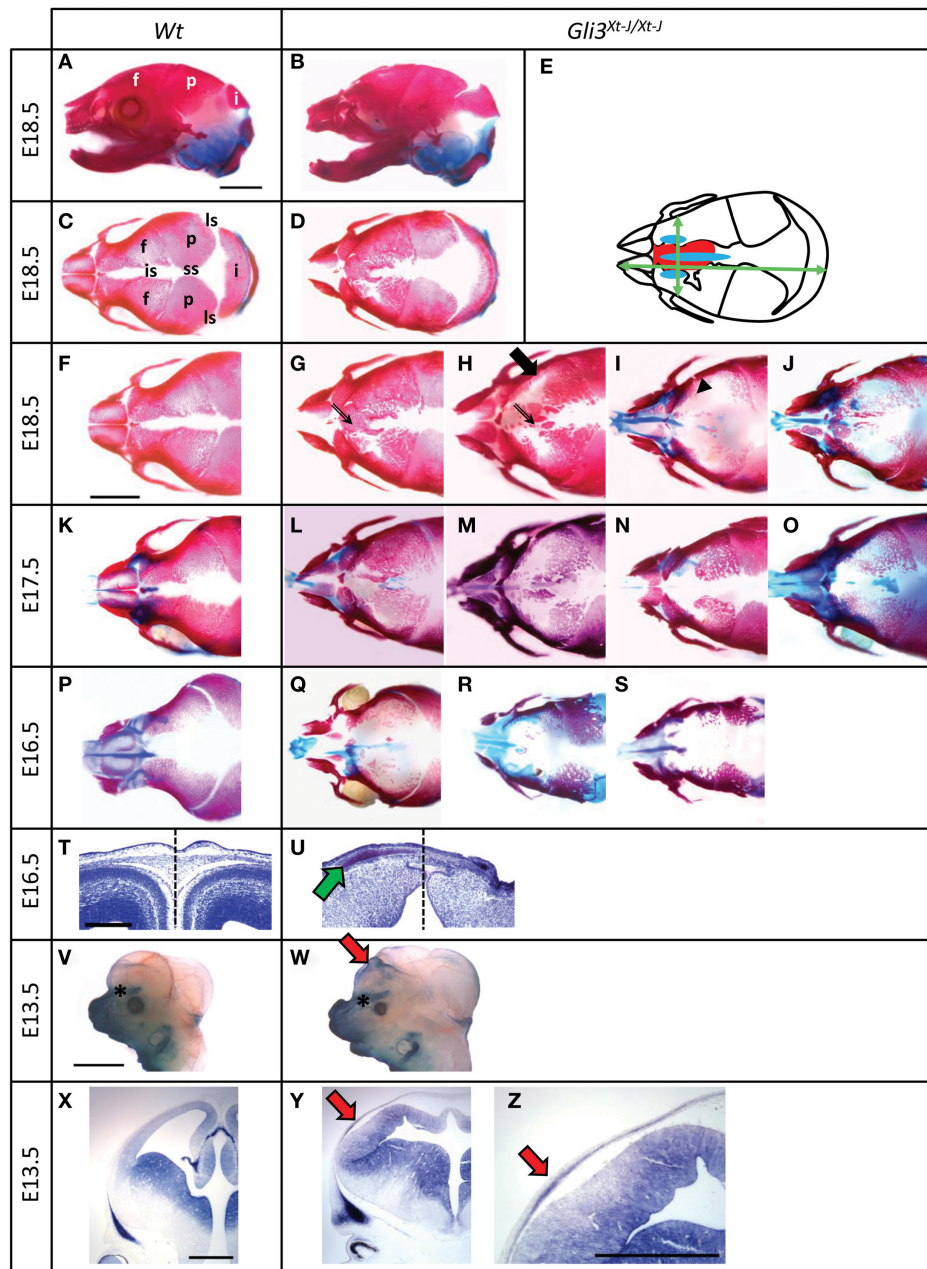 Wt
Gli3Xt-J/Xt-J
E18.5
A
f
p
i
B
E
E18.5
C
ls
f
p
is
ss
i
f
p
ls
D
E18.5
F
G
H
I
J
E17.5
K
L
M
N
O
E16.5
P
Q
R
S
E16.5
T
U
E13.5
V
*
W
*
E13.5
X
Y
Z